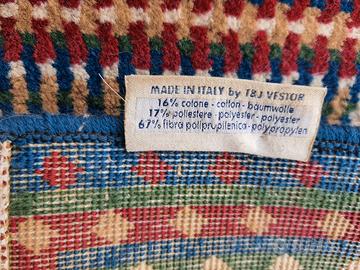 MADE IN ITALY by T&J VESTOR
16% cotone - cotton - baumwolle
17% poliestere - polyester - polyester
67% fibra polipropilenica - polypropylen